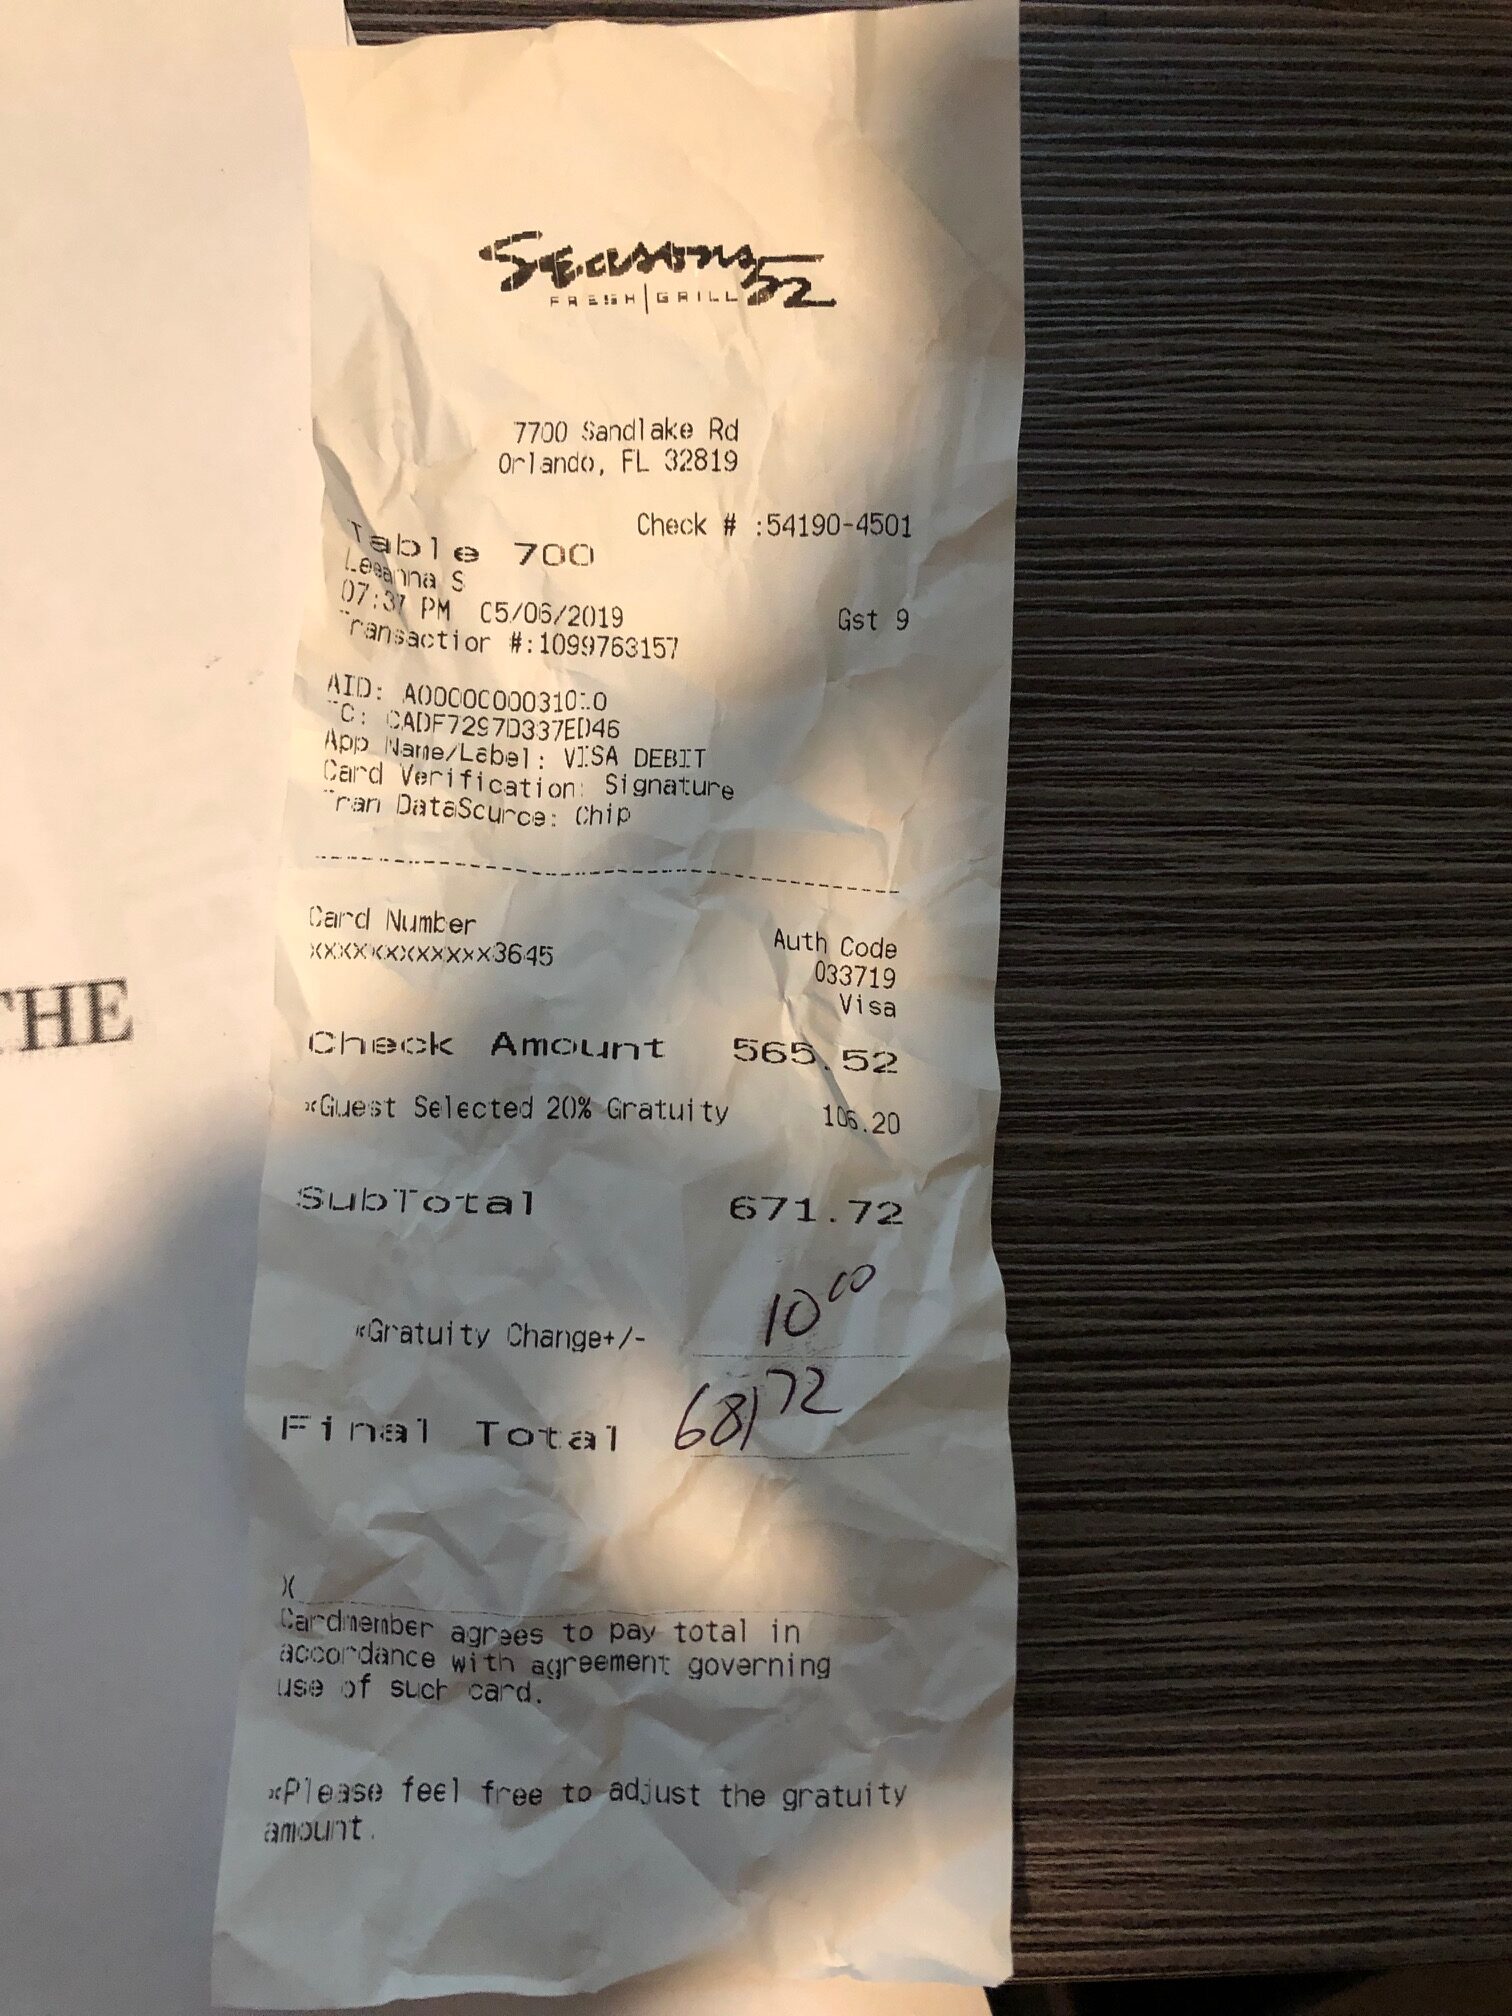 Seasons 52
FRESH | GRILL
7700 Sandlake Rd
Orlando, FL 32819
Check # :54190-4501
Table 700
Leeanna S
07:37 PM 05/06/2019 Gst 9
Transaction #:1099763157
AID: A0000000031010
TC: CADF7297D337ED46
App Name/Label: VISA DEBIT
Card Verification: Signature
Tran DataSource: Chip
Card Number
Auth Code
xxxxxxxxxxxx3645
033719
Visa
THE
Check Amount 565.52
*Guest Selected 20% Gratuity 106.20
SubTotal 671.72
*Gratuity Change+/- 10 00
Final Total 681 72
X
Cardmember agrees to pay total in
accordance with agreement governing
use of such card.
*Please feel free to adjust the gratuity
amount.